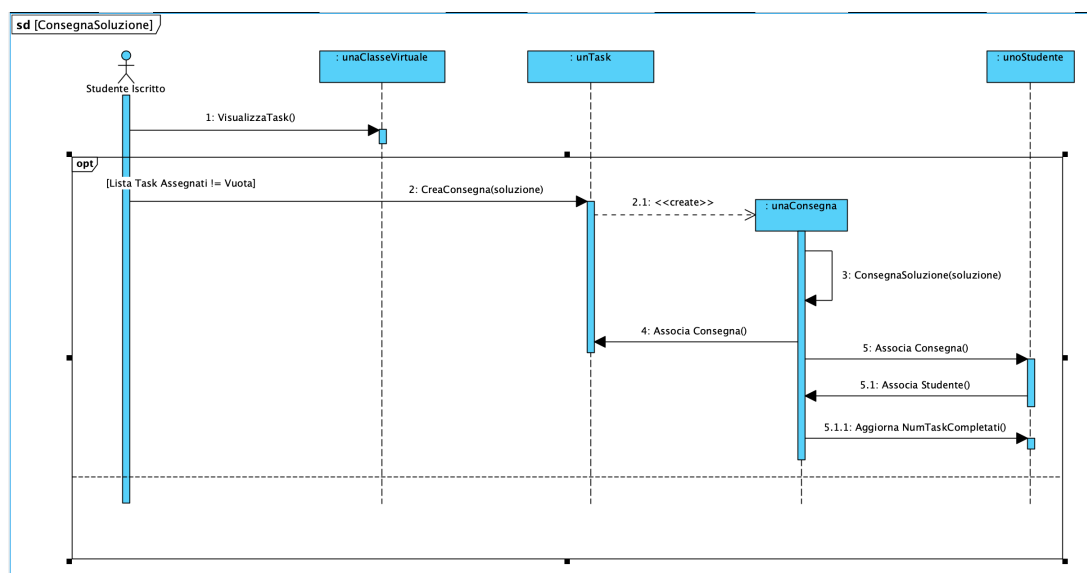 sd [ConsegnaSoluzione]
: unaClasseVirtuale
: unTask
: unoStudente
Studente Iscritto
1: VisualizzaTask()
opt
[Lista Task Assegnati != Vuota]
2: CreaConsegna(soluzione)
2.1: <<create>>
: unaConsegna
3: ConsegnaSoluzione(soluzione)
4: Associa Consegna()
5: Associa Consegna()
5.1: Associa Studente()
5.1.1: Aggiorna NumTaskCompletati()